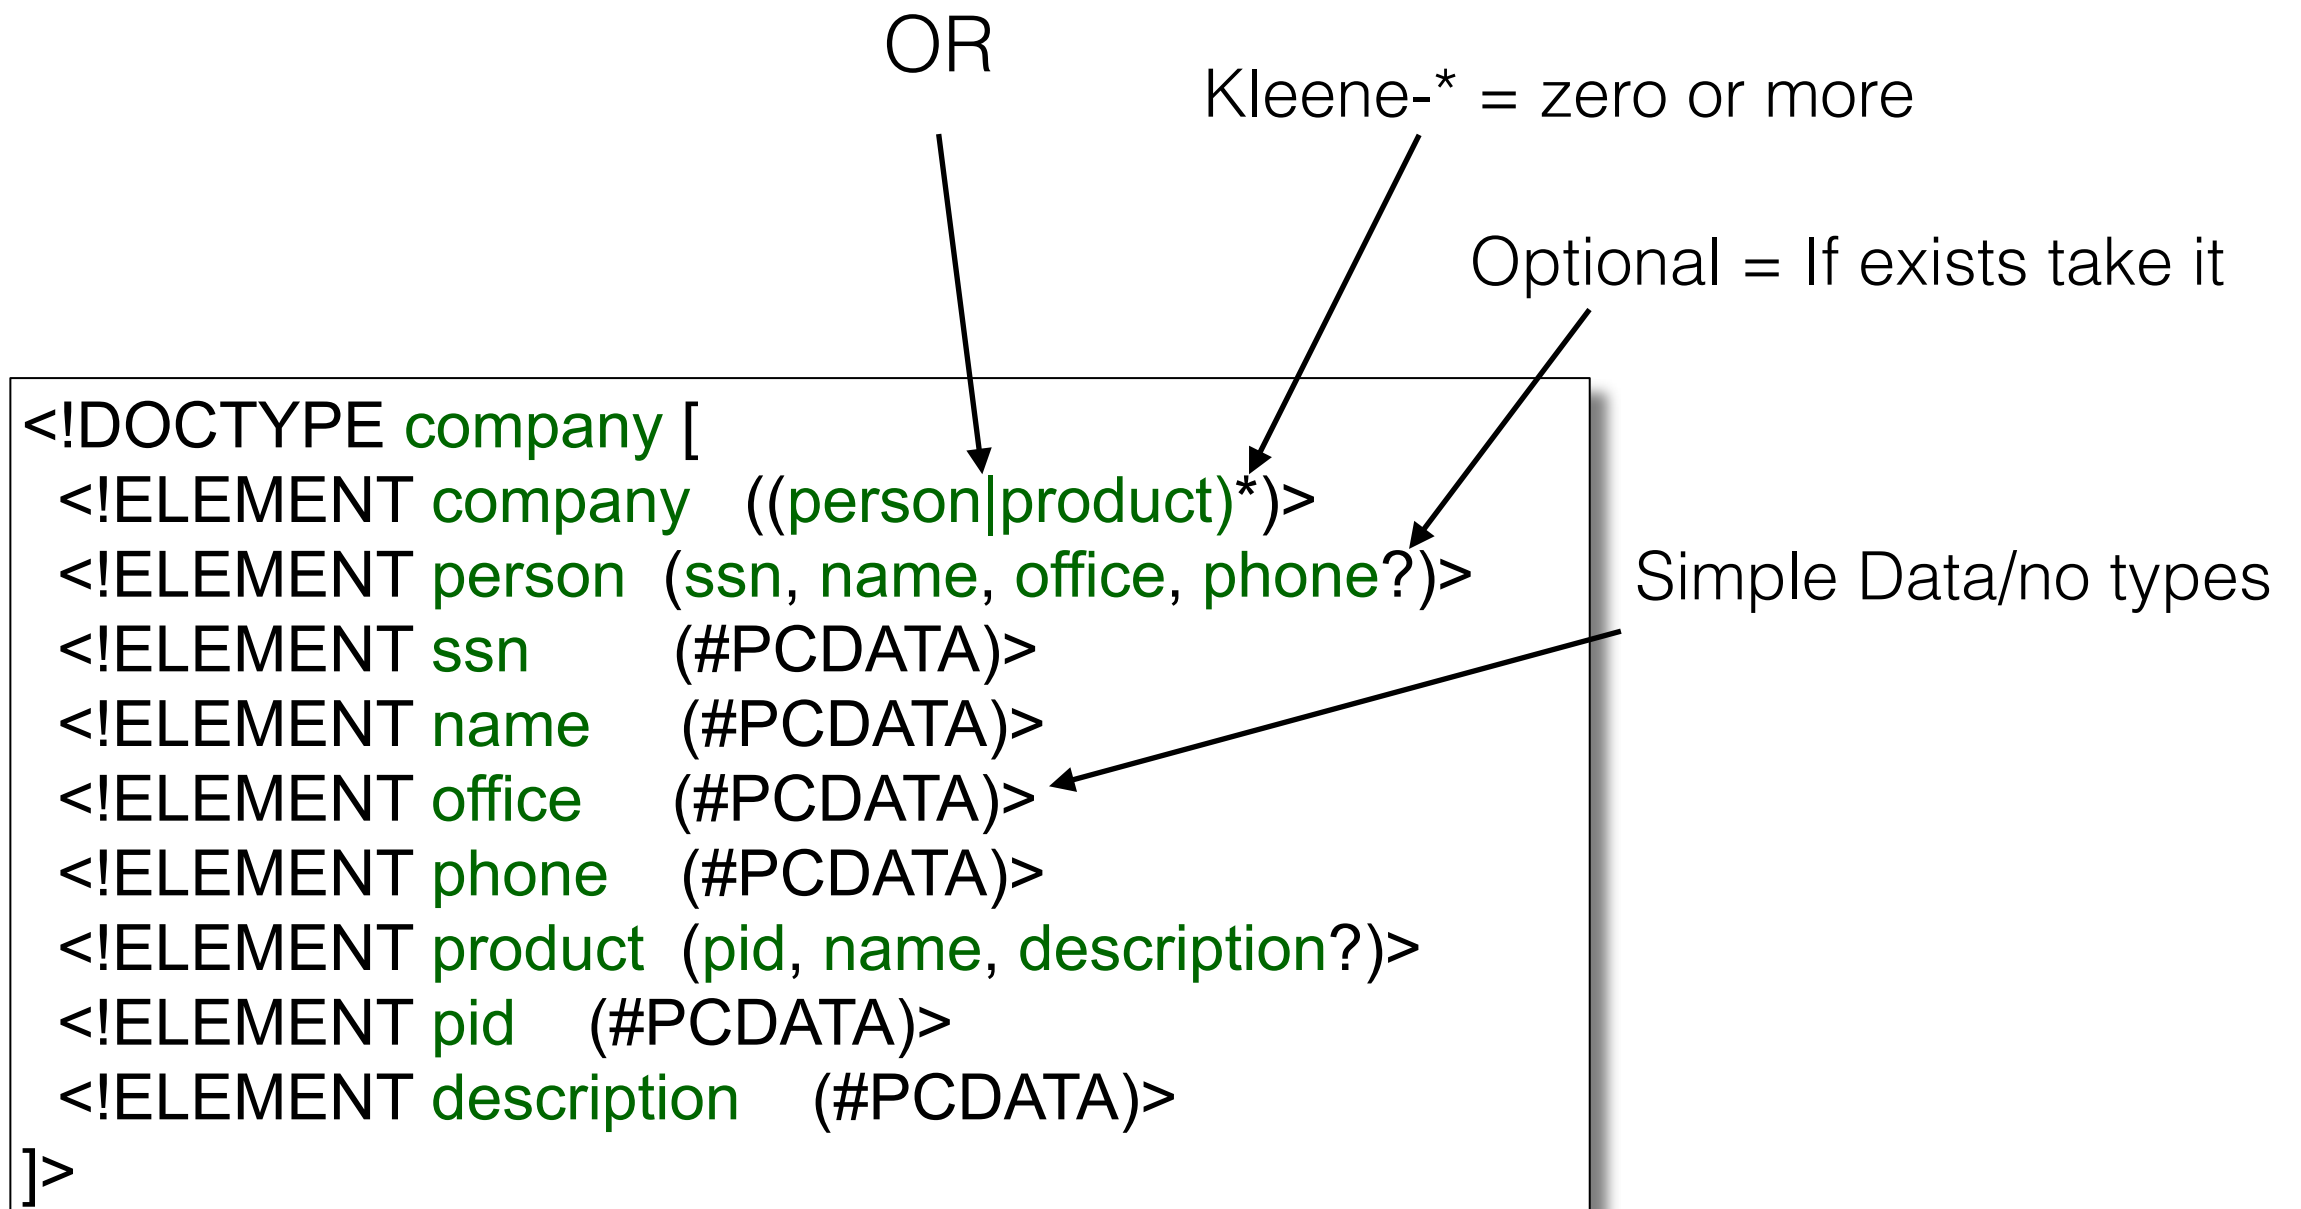 OR
Kleene-* = zero or more
Optional = If exists take it
<!DOCTYPE company [
<!ELEMENT company ((person|product)*)>
<!ELEMENT person (ssn, name, office, phone?)>
Simple Data/no types
<!ELEMENT ssn (#PCDATA)>
<!ELEMENT name (#PCDATA)>
<!ELEMENT office (#PCDATA)>
<!ELEMENT phone (#PCDATA)>
<!ELEMENT product (pid, name, description?)>
<!ELEMENT pid (#PCDATA)>
<!ELEMENT description (#PCDATA)>
]>